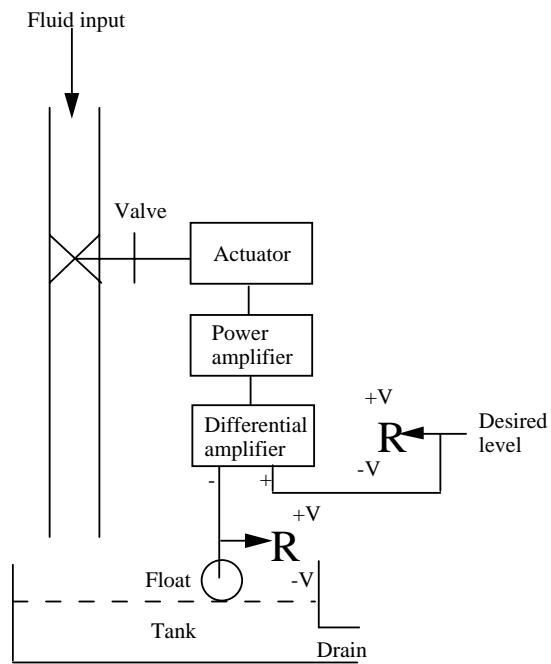 Fluid input
Valve
Actuator
Power
amplifier
Differential
amplifier
+V
R
-V
Desired
level
-
+
+V
R
-V
Float
Tank
Drain